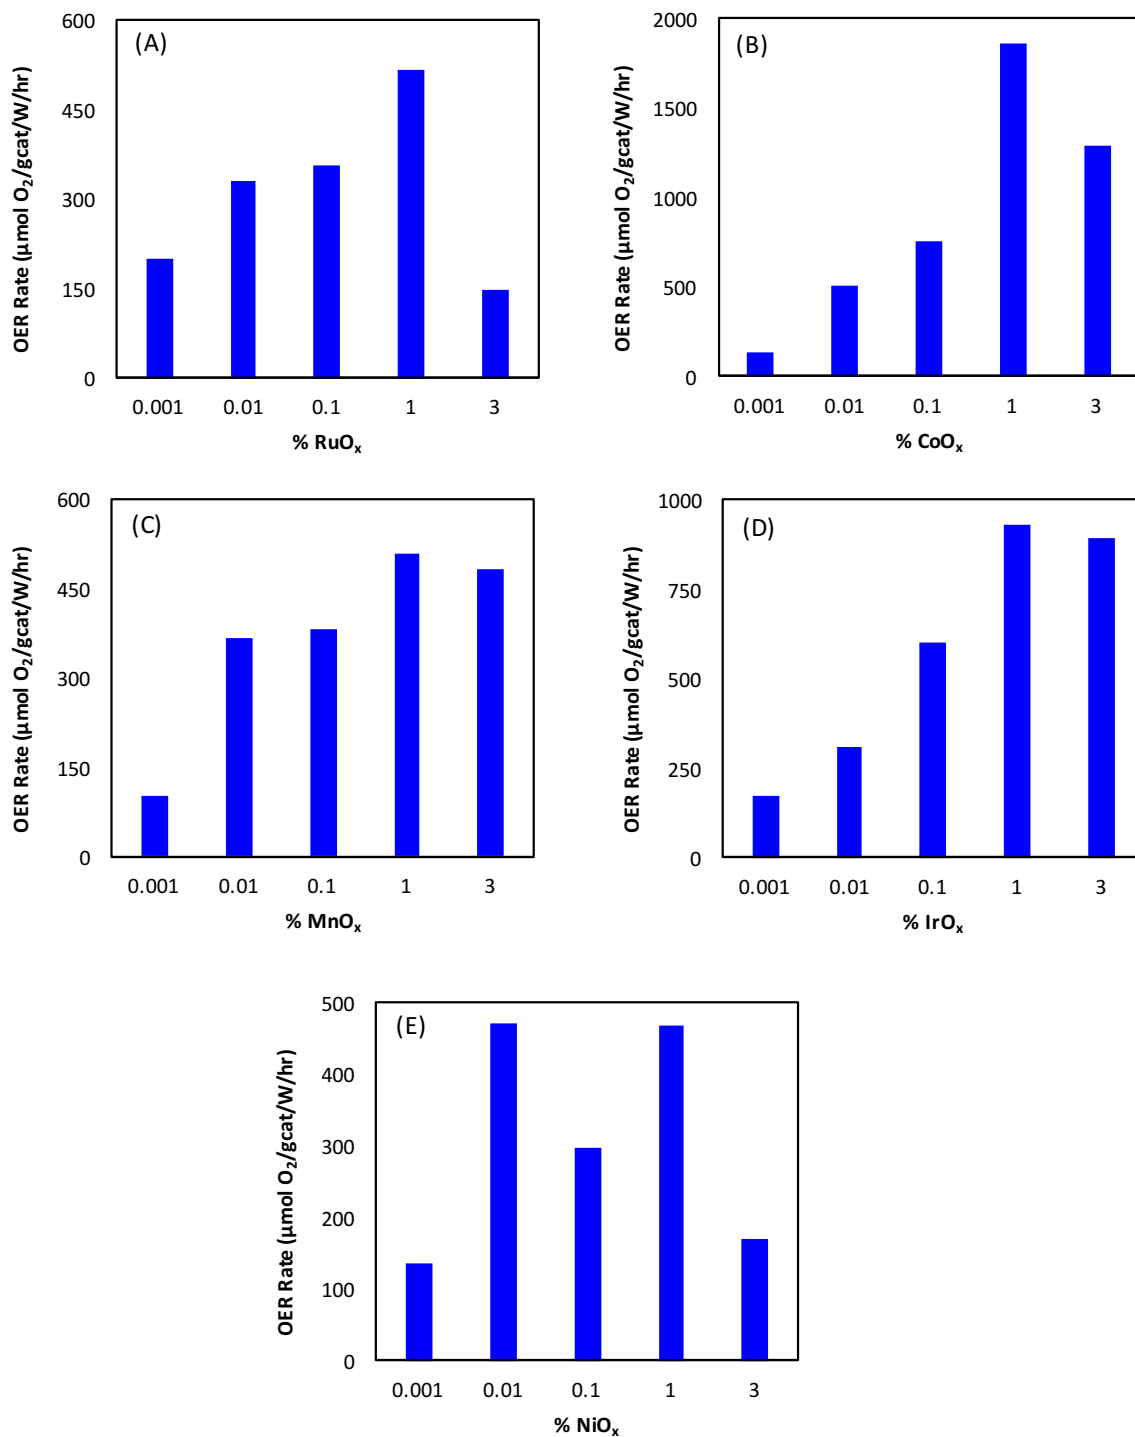 (A)
OER Rate (μmol O₂/gcat/W/hr)
600
450
300
150
0
0.001 0.01 0.1 1 3
% RuOₓ
(B)
OER Rate (μmol O₂/gcat/W/hr)
2000
1500
1000
500
0
0.001 0.01 0.1 1 3
% CoOₓ
(C)
OER Rate (μmol O₂/gcat/W/hr)
600
450
300
150
0
0.001 0.01 0.1 1 3
% MnOₓ
(D)
OER Rate (μmol O₂/gcat/W/hr)
1000
750
500
250
0
0.001 0.01 0.1 1 3
% IrOₓ
(E)
OER Rate (μmol O₂/gcat/W/hr)
500
400
300
200
100
0
0.001 0.01 0.1 1 3
% NiOₓ